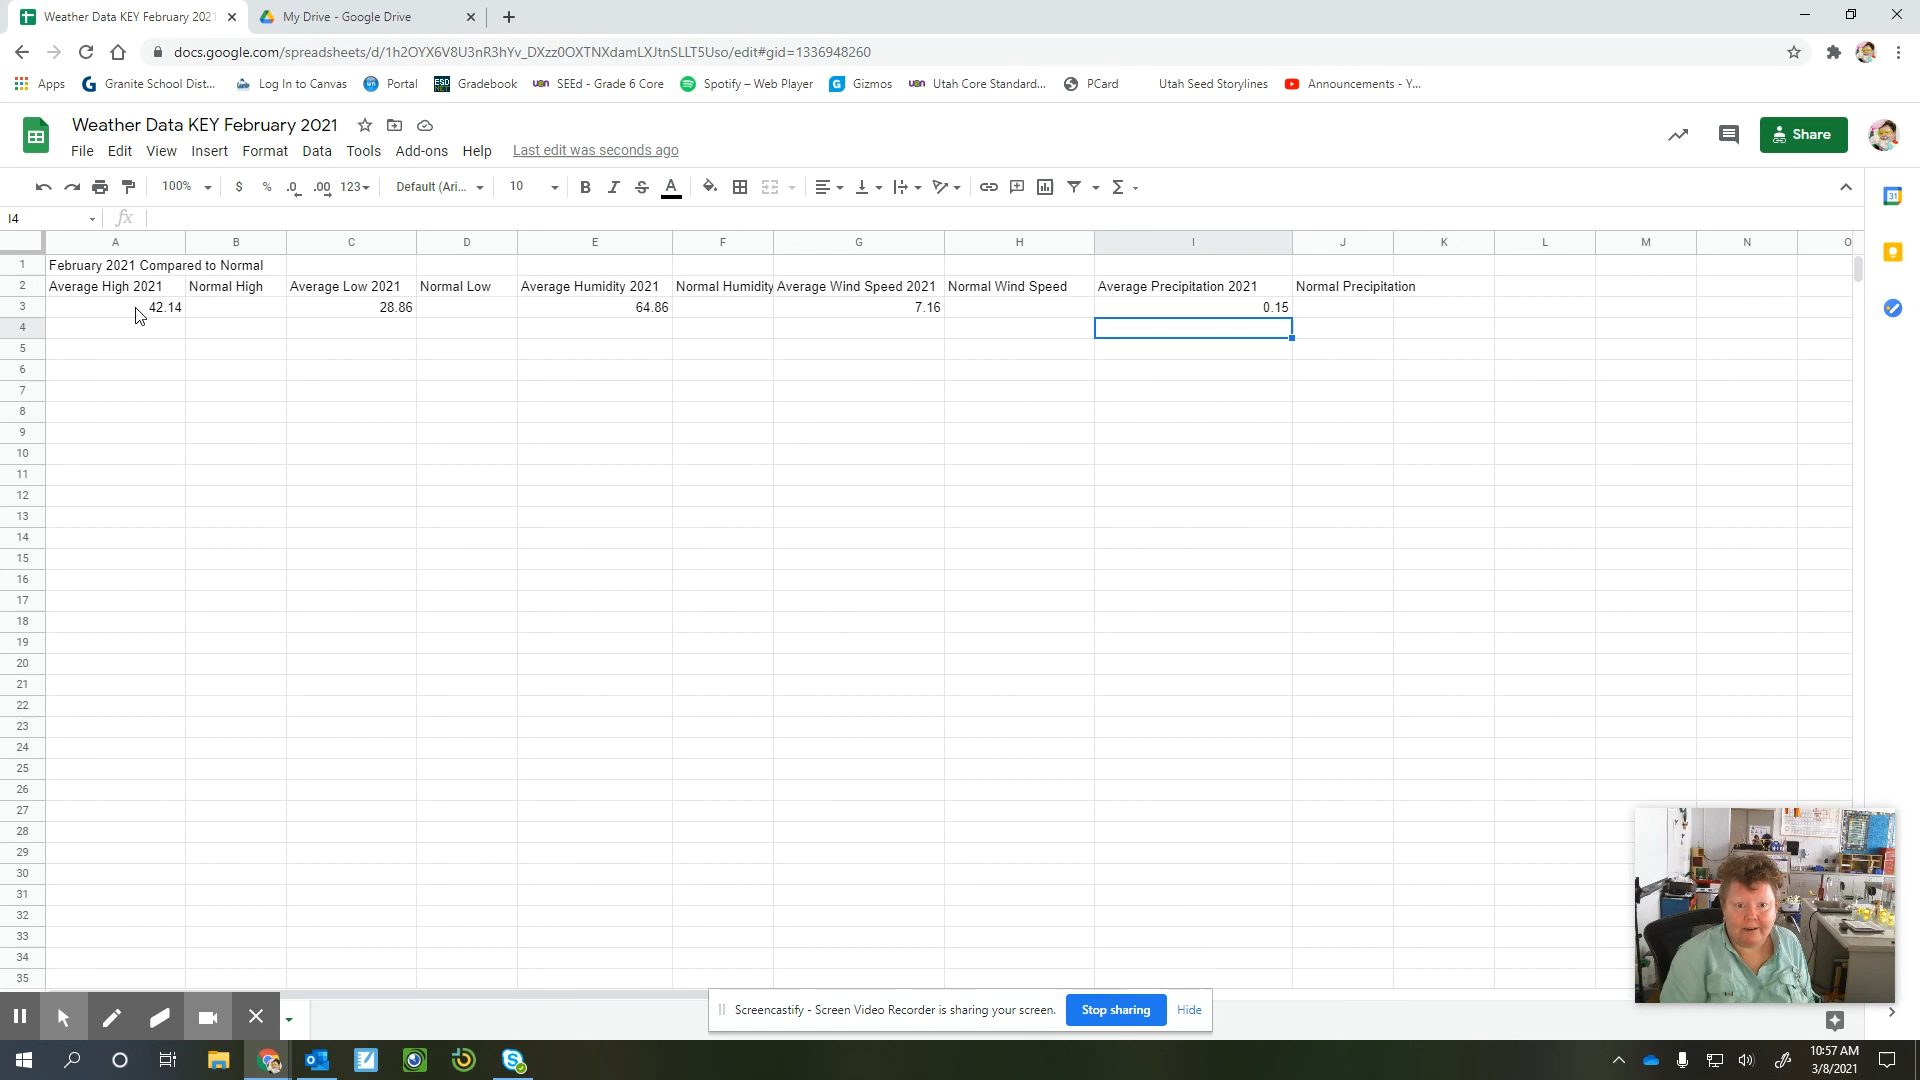 Weather Data KEY February 2021
My Drive - Google Drive
docs.google.com/spreadsheets/d/1h2OYX6V8U3nR3hYv_DXzz0OXTNXdamLXJtnSLLT5Uso/edit#gid=1336948260
Apps Granite School Dist... Log In to Canvas Portal Gradebook SEEd - Grade 6 Core Spotify – Web Player Gizmos Utah Core Standard... PCard Utah Seed Storylines Announcements - Y...
Weather Data KEY February 2021
Share
File Edit View Insert Format Data Tools Add-ons Help Last edit was seconds ago
100% $ % .0 .00 123 Default (Ari... 10 B I S A Σ
31
I4 fx
A B C D E F G H I J K L M N O
1 February 2021 Compared to Normal
2 Average High 2021 Normal High Average Low 2021 Normal Low Average Humidity 2021 Normal Humidity Average Wind Speed 2021 Normal Wind Speed Average Precipitation 2021 Normal Precipitation
3 42.14 28.86 64.86 7.16 0.15
4
5
6
7
8
9
10
11
12
13
14
15
16
17
18
19
20
21
22
23
24
25
26
27
28
29
30
31
32
33
34
35
Screencastify - Screen Video Recorder is sharing your screen. Stop sharing Hide
10:57 AM
3/8/2021